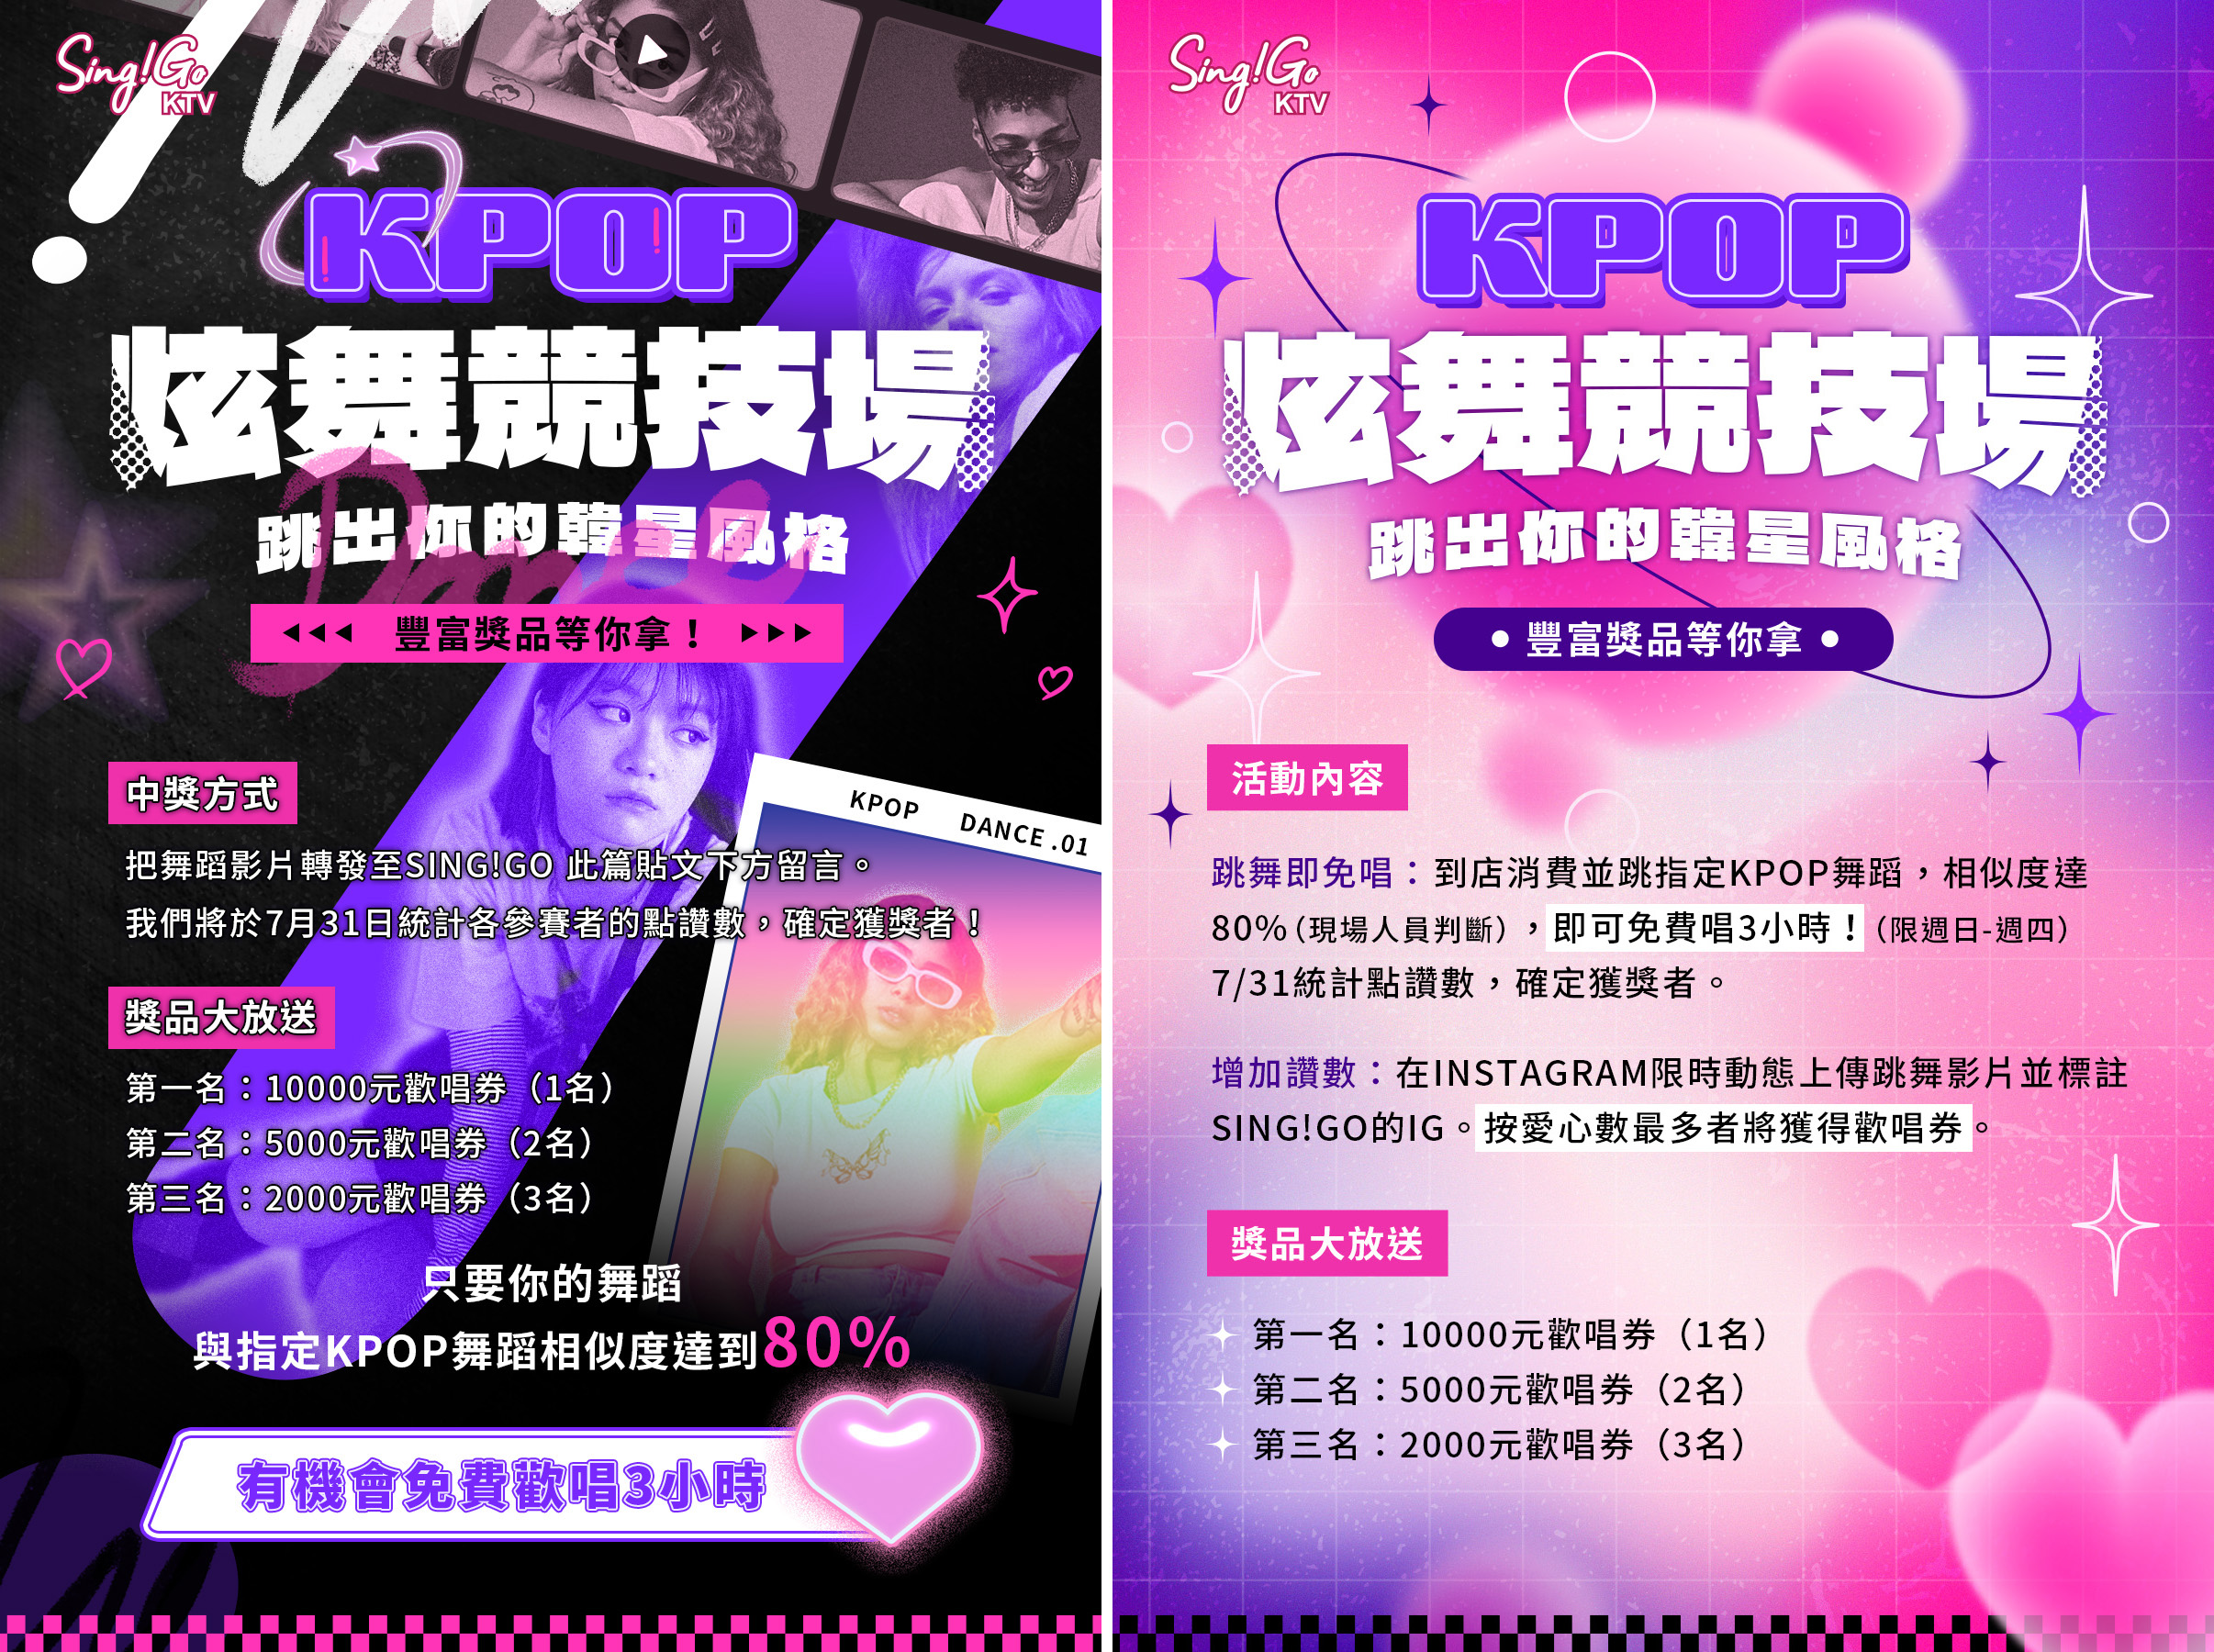 Sing!Go
KTV
KPOP
炫舞競技場
Dance
跳出你的韓星風格
豐富獎品等你拿！
中獎方式
把舞蹈影片轉發至SING!GO 此篇貼文下方留言。
我們將於7月31日統計各參賽者的點讚數，確定獲獎者！
KPOP DANCE .01
獎品大放送
第一名：10000元歡唱券（1名）
第二名：5000元歡唱券（2名）
第三名：2000元歡唱券（3名）
只要你的舞蹈
與指定KPOP舞蹈相似度達到80%
有機會免費歡唱3小時
Sing!Go
KTV
KPOP
炫舞競技場
跳出你的韓星風格
• 豐富獎品等你拿 •
活動內容
跳舞即免唱：到店消費並跳指定KPOP舞蹈，相似度達
80%（現場人員判斷），即可免費唱3小時！（限週日-週四）
7/31統計點讚數，確定獲獎者。
增加讚數：在INSTAGRAM限時動態上傳跳舞影片並標註
SING!GO的IG。按愛心數最多者將獲得歡唱券。
獎品大放送
第一名：10000元歡唱券（1名）
第二名：5000元歡唱券（2名）
第三名：2000元歡唱券（3名）